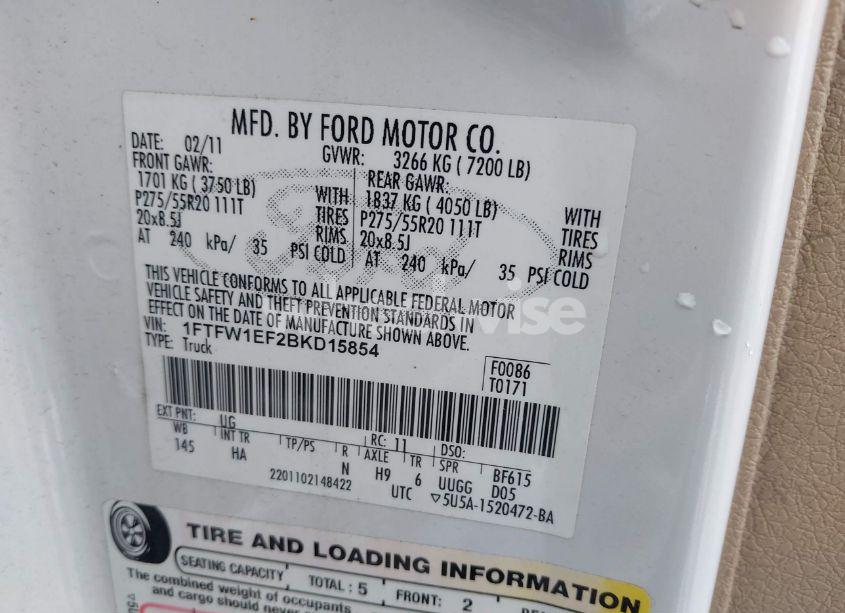 MFD. BY FORD MOTOR CO.
DATE: 02/11 GVWR: 3266 KG ( 7200 LB)
FRONT GAWR: REAR GAWR:
1701 KG ( 3750 LB) WITH 1837 KG ( 4050 LB) WITH
P275/55R20 111T TIRES P275/55R20 111T TIRES
20x8.5J RIMS 20x8.5J RIMS
AT 240 kPa/ 35 PSI COLD AT 240 kPa/ 35 PSI COLD
THIS VEHICLE CONFORMS TO ALL APPLICABLE FEDERAL MOTOR
VEHICLE SAFETY AND THEFT PREVENTION STANDARDS IN
EFFECT ON THE DATE OF MANUFACTURE SHOWN ABOVE.
VIN: 1FTFW1EF2BKD15854
TYPE: Truck
F0086
T0171
EXT PNT: UG RC: 11 DSO:
WB INT TR TP/PS R AXLE TR SPR BF615
145 HA N H9 6 UUGG D05
2201102148422 UTC ▽5U5A-1520472-BA
TIRE AND LOADING INFORMATION
SEATING CAPACITY TOTAL : 5 FRONT: 2
The combined weight of occupants
and cargo should never